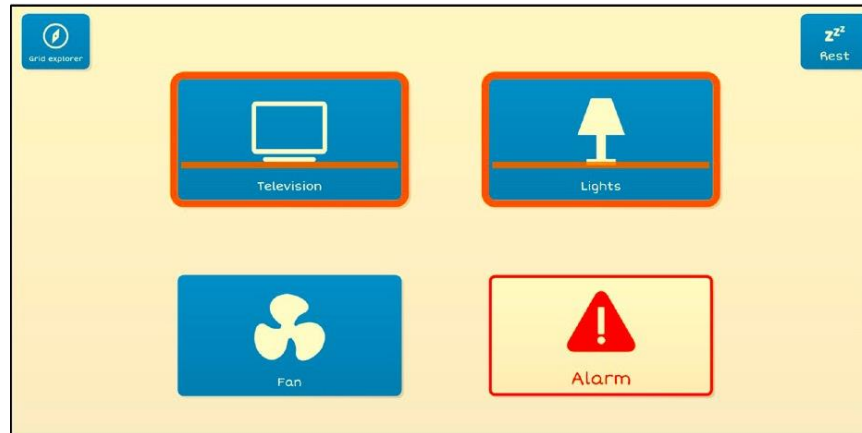 Grid explorer
zzz
Rest
Television
Lights
Fan
Alarm